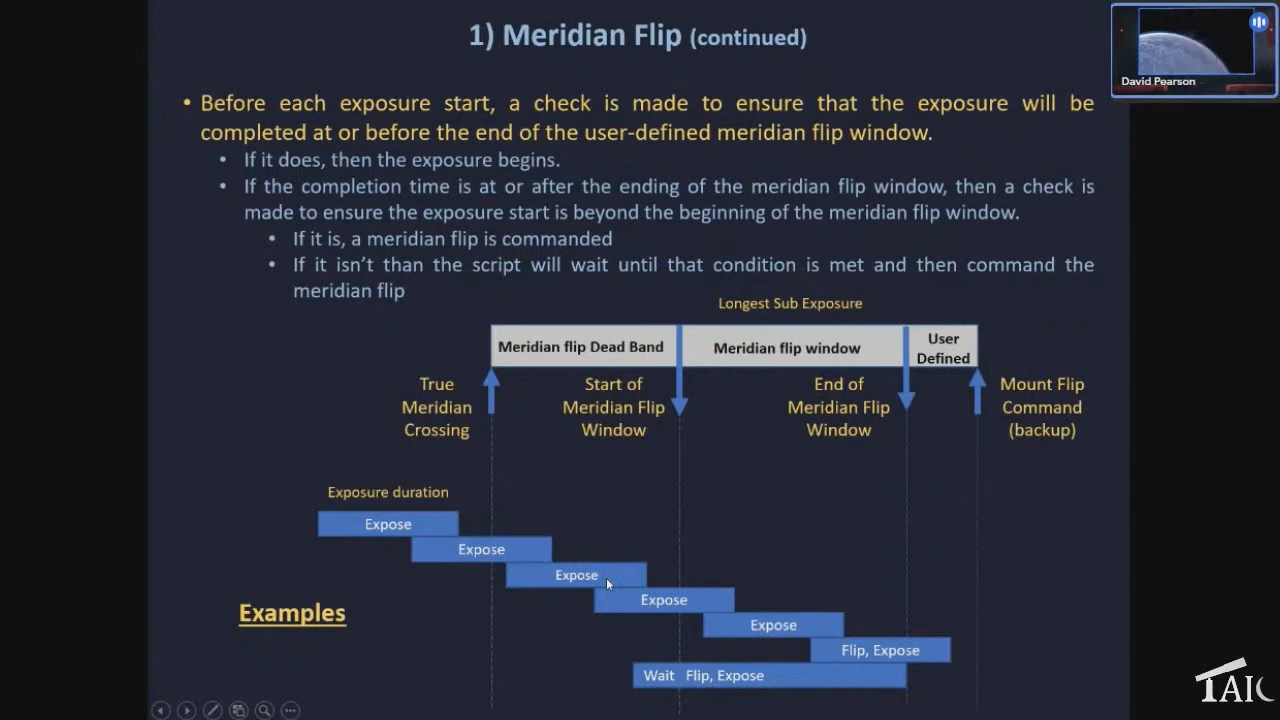 1) Meridian Flip (continued)
David Pearson
• Before each exposure start, a check is made to ensure that the exposure will be
completed at or before the end of the user-defined meridian flip window.
• If it does, then the exposure begins.
• If the completion time is at or after the ending of the meridian flip window, then a check is
made to ensure the exposure start is beyond the beginning of the meridian flip window.
• If it is, a meridian flip is commanded
• If it isn't than the script will wait until that condition is met and then command the
meridian flip
Longest Sub Exposure
Meridian flip Dead Band
Meridian flip window
User
Defined
True
Meridian
Crossing
Start of
Meridian Flip
Window
End of
Meridian Flip
Window
Mount Flip
Command
(backup)
Exposure duration
Expose
Expose
Expose
Expose
Expose
Flip, Expose
Wait Flip, Expose
Examples
TAIC